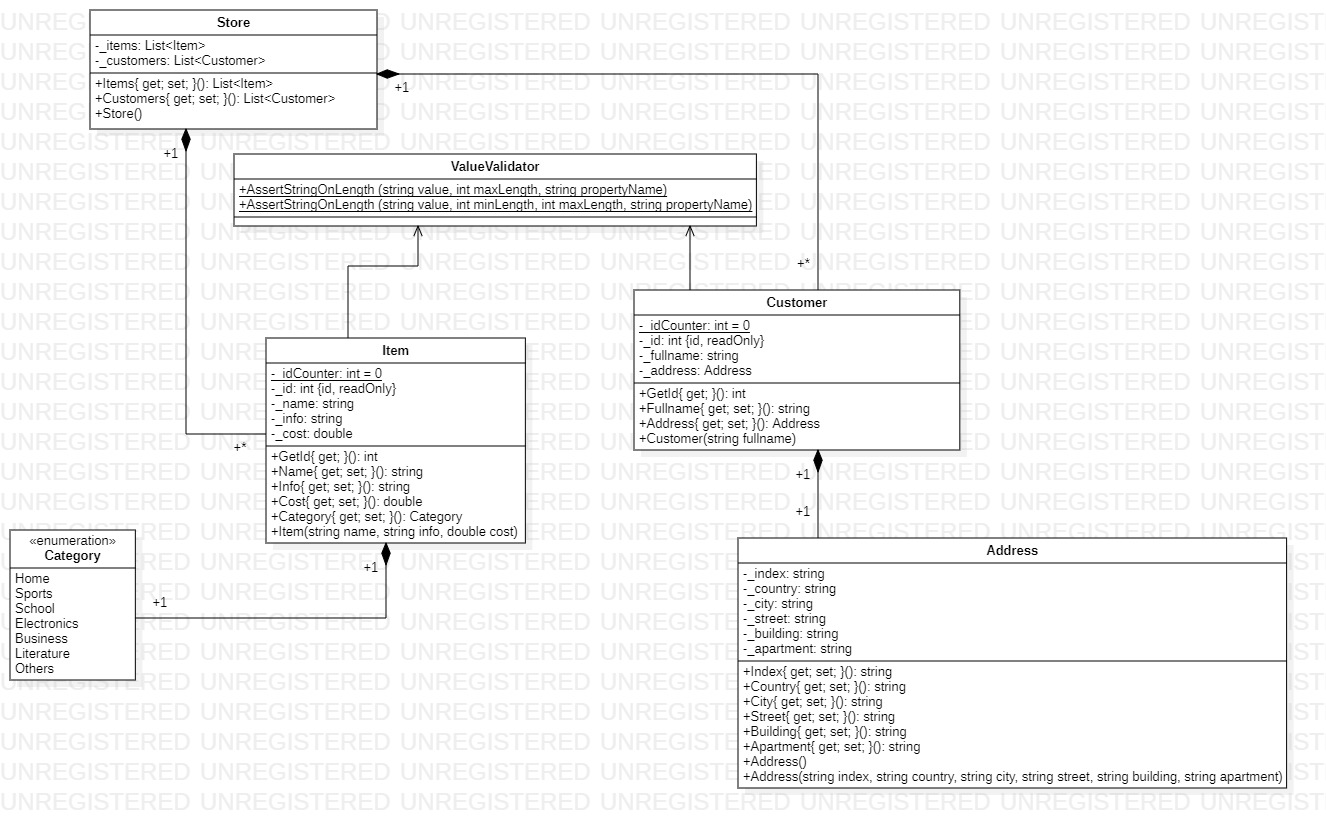 Store
-_items: List<Item>
-_customers: List<Customer>
+Items{ get; set; }(): List<Item>
+Customers{ get; set; }(): List<Customer>
+Store()
+1
+1
ValueValidator
+AssertStringOnLength (string value, int maxLength, string propertyName)
+AssertStringOnLength (string value, int minLength, int maxLength, string propertyName)
+*
Customer
-_idCounter: int = 0
-_id: int {id, readOnly}
-_fullname: string
-_address: Address
+GetId{ get; }(): int
+Fullname{ get; set; }(): string
+Address{ get; set; }(): Address
+Customer(string fullname)
Item
-_idCounter: int = 0
-_id: int {id, readOnly}
-_name: string
-_info: string
-_cost: double
+GetId{ get; }(): int
+Name{ get; set; }(): string
+Info{ get; set; }(): string
+Cost{ get; set; }(): double
+Category{ get; set; }(): Category
+Item(string name, string info, double cost)
+*
+1
+1
«enumeration»
Category
Home
Sports
School
Electronics
Business
Literature
Others
+1
+1
Address
-_index: string
-_country: string
-_city: string
-_street: string
-_building: string
-_apartment: string
+Index{ get; set; }(): string
+Country{ get; set; }(): string
+City{ get; set; }(): string
+Street{ get; set; }(): string
+Building{ get; set; }(): string
+Apartment{ get; set; }(): string
+Address()
+Address(string index, string country, string city, string street, string building, string apartment)
UNREGISTERED